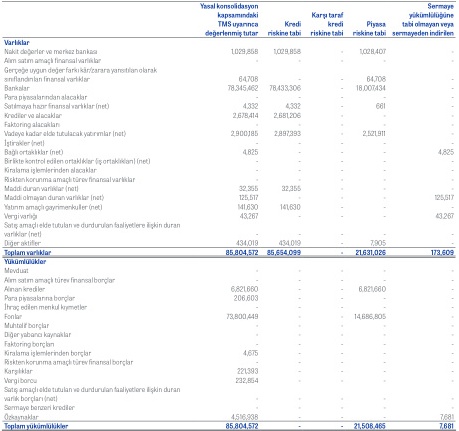 Yasal konsolidasyon kapsamındaki TMS uyarınca değerlenmiş tutar | Kredi riskine tabi | Karşı taraf kredi riskine tabi | Piyasa riskine tabi | Sermaye yükümlülüğüne tabi olmayan veya sermayeden indirilen
Varlıklar
Nakit değerler ve merkez bankası 1,029,858 1,029,858 - 1,028,407 -
Alım satım amaçlı finansal varlıklar - - - - -
Gerçeğe uygun değer farkı kâr/zarara yansıtılan olarak
sınıflandırılan finansal varlıklar 64,708 - - 64,708 -
Bankalar 78,345,462 78,433,306 - 18,007,434 -
Para piyasalarından alacaklar - - - - -
Satılmaya hazır finansal varlıklar (net) 4,332 4,332 - 661 -
Krediler ve alacaklar 2,678,414 2,681,206 - - -
Faktoring alacakları - - - - -
Vadeye kadar elde tutulacak yatırımlar (net) 2,900,185 2,897,393 - 2,521,911 -
İştirakler (net) - - - - -
Bağlı ortaklıklar (net) 4,825 - - - 4,825
Birlikte kontrol edilen ortaklıklar (iş ortaklıkları) (net) - - - - -
Kiralama işlemlerinden alacaklar - - - - -
Riskten korunma amaçlı türev finansal varlıklar - - - - -
Maddi duran varlıklar (net) 32,355 32,355 - - -
Maddi olmayan duran varlıklar (net) 125,517 - - - 125,517
Yatırım amaçlı gayrimenkuller (net) 141,630 141,630 - - -
Vergi varlığı 43,267 - - - 43,267
Satış amaçlı elde tutulan ve durdurulan faaliyetlere ilişkin duran
varlıklar (net) - - - - -
Diğer aktifler 434,019 434,019 - 7,905 -
Toplam varlıklar 85,804,572 85,654,099 - 21,631,026 173,609
Yükümlülükler
Mevduat - - - - -
Alım satım amaçlı türev finansal borçlar - - - - -
Alınan krediler 6,821,660 - - 6,821,660 -
Para piyasalarına borçlar 206,603 - - - -
İhraç edilen menkul kıymetler - - - - -
Fonlar 73,800,449 - - 14,686,805 -
Muhtelif borçlar - - - - -
Diğer yabancı kaynaklar - - - - -
Faktoring borçları - - - - -
Kiralama işlemlerinden borçlar 4,675 - - - -
Riskten korunma amaçlı türev finansal borçlar - - - - -
Karşılıklar 221,393 - - - -
Vergi borcu 232,854 - - - -
Satış amaçlı elde tutulan ve durdurulan faaliyetlere ilişkin duran
varlık borçları (net) - - - - -
Sermaye benzeri krediler - - - - -
Özkaynaklar 4,516,938 - - - 7,681
Toplam yükümlülükler 85,804,572 - - 21,508,465 7,681